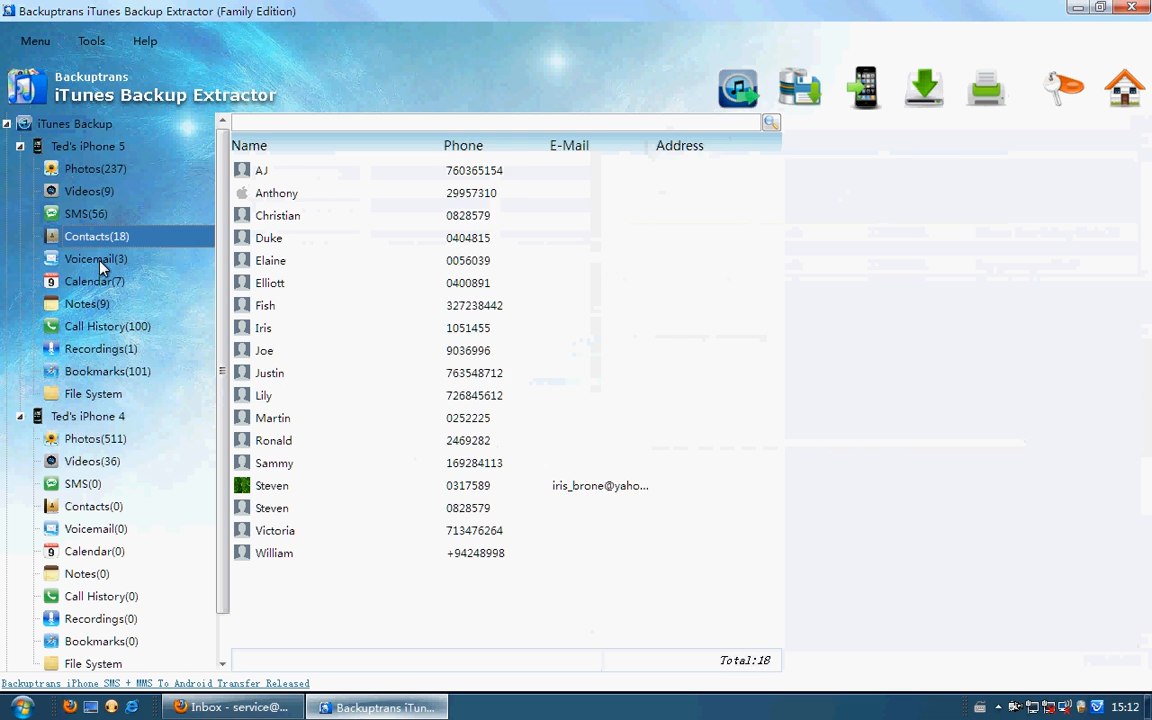 Backuptrans iTunes Backup Extractor (Family Edition)
Menu Tools Help
Backuptrans
iTunes Backup Extractor
iTunes Backup
Ted's iPhone 5
Photos(237)
Videos(9)
SMS(56)
Contacts(18)
Voicemail(3)
Calendar(7)
Notes(9)
Call History(100)
Recordings(1)
Bookmarks(101)
File System
Ted's iPhone 4
Photos(511)
Videos(36)
SMS(0)
Contacts(0)
Voicemail(0)
Calendar(0)
Notes(0)
Call History(0)
Recordings(0)
Bookmarks(0)
File System
Name Phone E-Mail Address
AJ 760365154
Anthony 29957310
Christian 0828579
Duke 0404815
Elaine 0056039
Elliott 0400891
Fish 327238442
Iris 1051455
Joe 9036996
Justin 763548712
Lily 726845612
Martin 0252225
Ronald 2469282
Sammy 169284113
Steven 0317589 iris_brone@yaho...
Steven 0828579
Victoria 713476264
William +94248998
Total:18
Backuptrans iPhone SMS + MMS To Android Transfer Released
Inbox - service@... Backuptrans iTun... 15:12